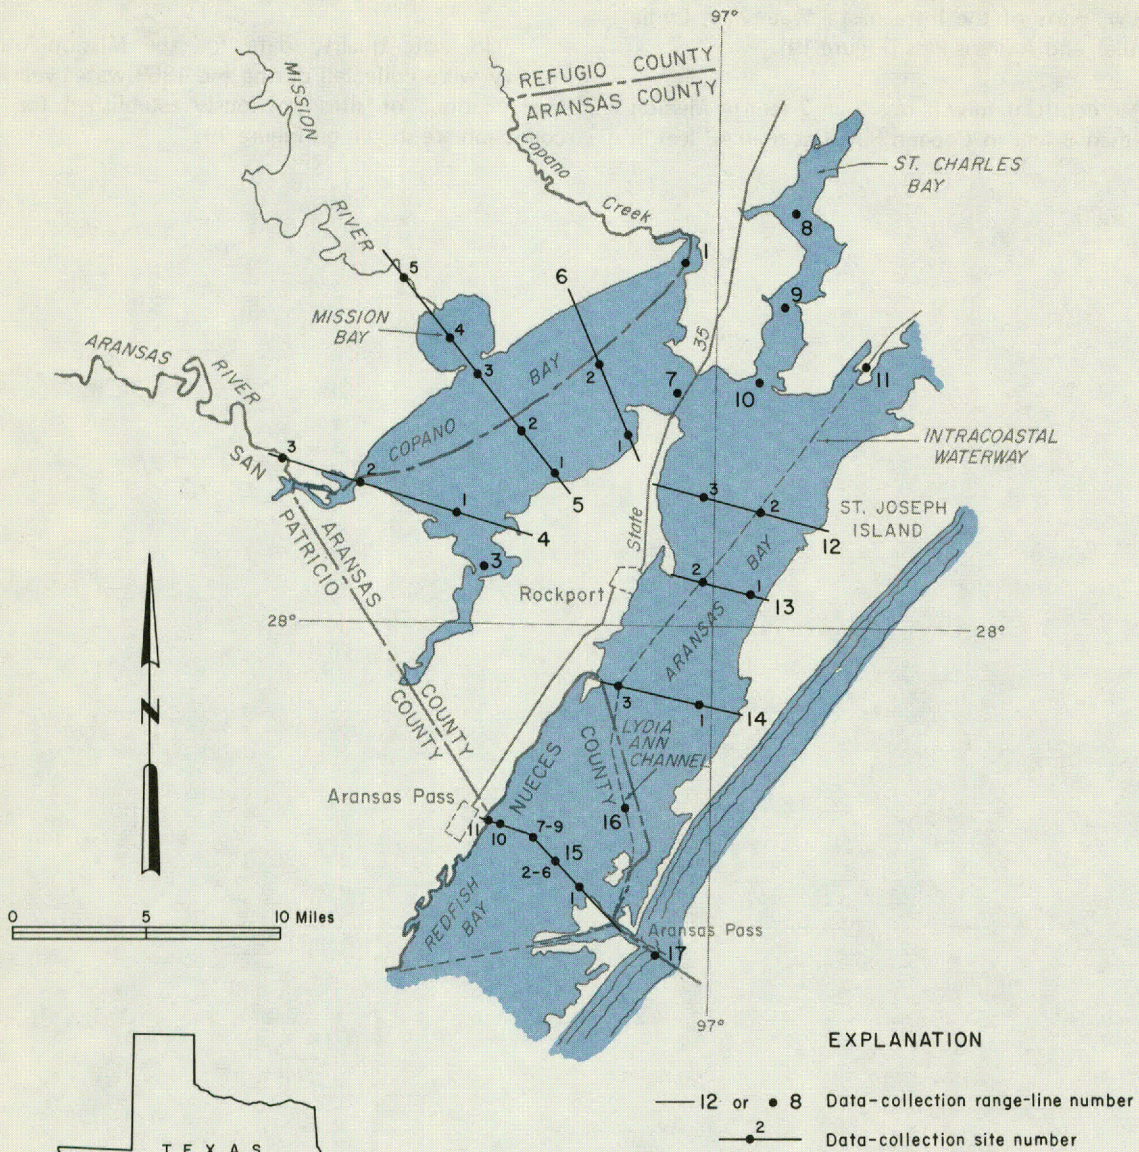 97°
REFUGIO COUNTY
ARANSAS COUNTY
MISSION
RIVER
Copano
Creek
ST. CHARLES
BAY
8
1
5
6
9
MISSION
BAY
4
35
ARANSAS
RIVER
3
2
BAY
7
10
11
COPANO
2
1
INTRACOASTAL
WATERWAY
3
SAN
PATRICIO
2
1
5
3
2
ST. JOSEPH
ISLAND
1
4
State
12
ARANSAS
3
BAY
2
1
13
Rockport
28°
28°
ARANSAS
COUNTY
COUNTY
3
1
14
LYDIA
ANN
CHANNEL
N
NUECES
COUNTY
Aransas Pass
11
10
7-9
16
15
2-6
1
0 5 10 Miles
REDFISH
BAY
Aransas Pass
17
97°
EXPLANATION
12 or 8 Data-collection range-line number
2
Data-collection site number
TEXAS